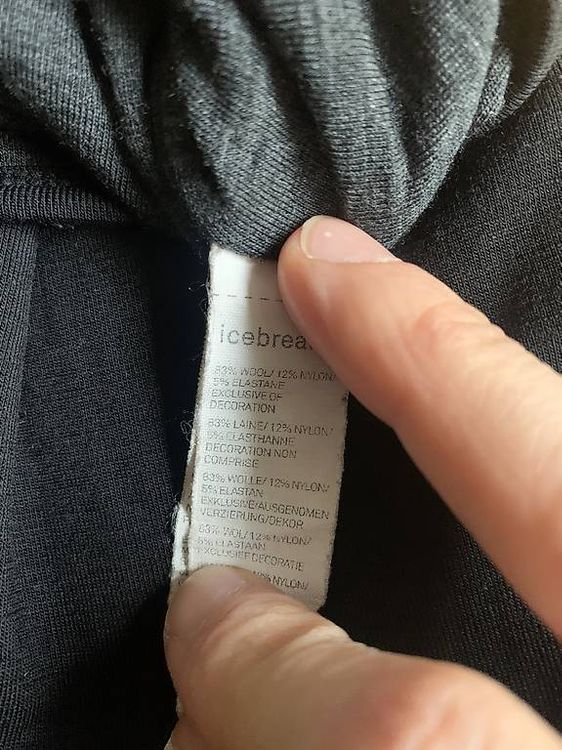 icebrea
83% WOOL/ 12% NYLON/
5% ELASTANE
EXCLUSIVE OF
DECORATION
83% LAINE/ 12% NYLON/
5% ELASTHANNE
DECORATION NON
COMPRISE
83% WOLLE/ 12% NYLON/
5% ELASTAN
EXKLUSIVE/AUSGENOMEN
VERZIERUNG/DEKOR
83% WOL/ 12% NYLON/
5% ELASTAAN
EXCLUSIEF DECORATIE
NYLON/